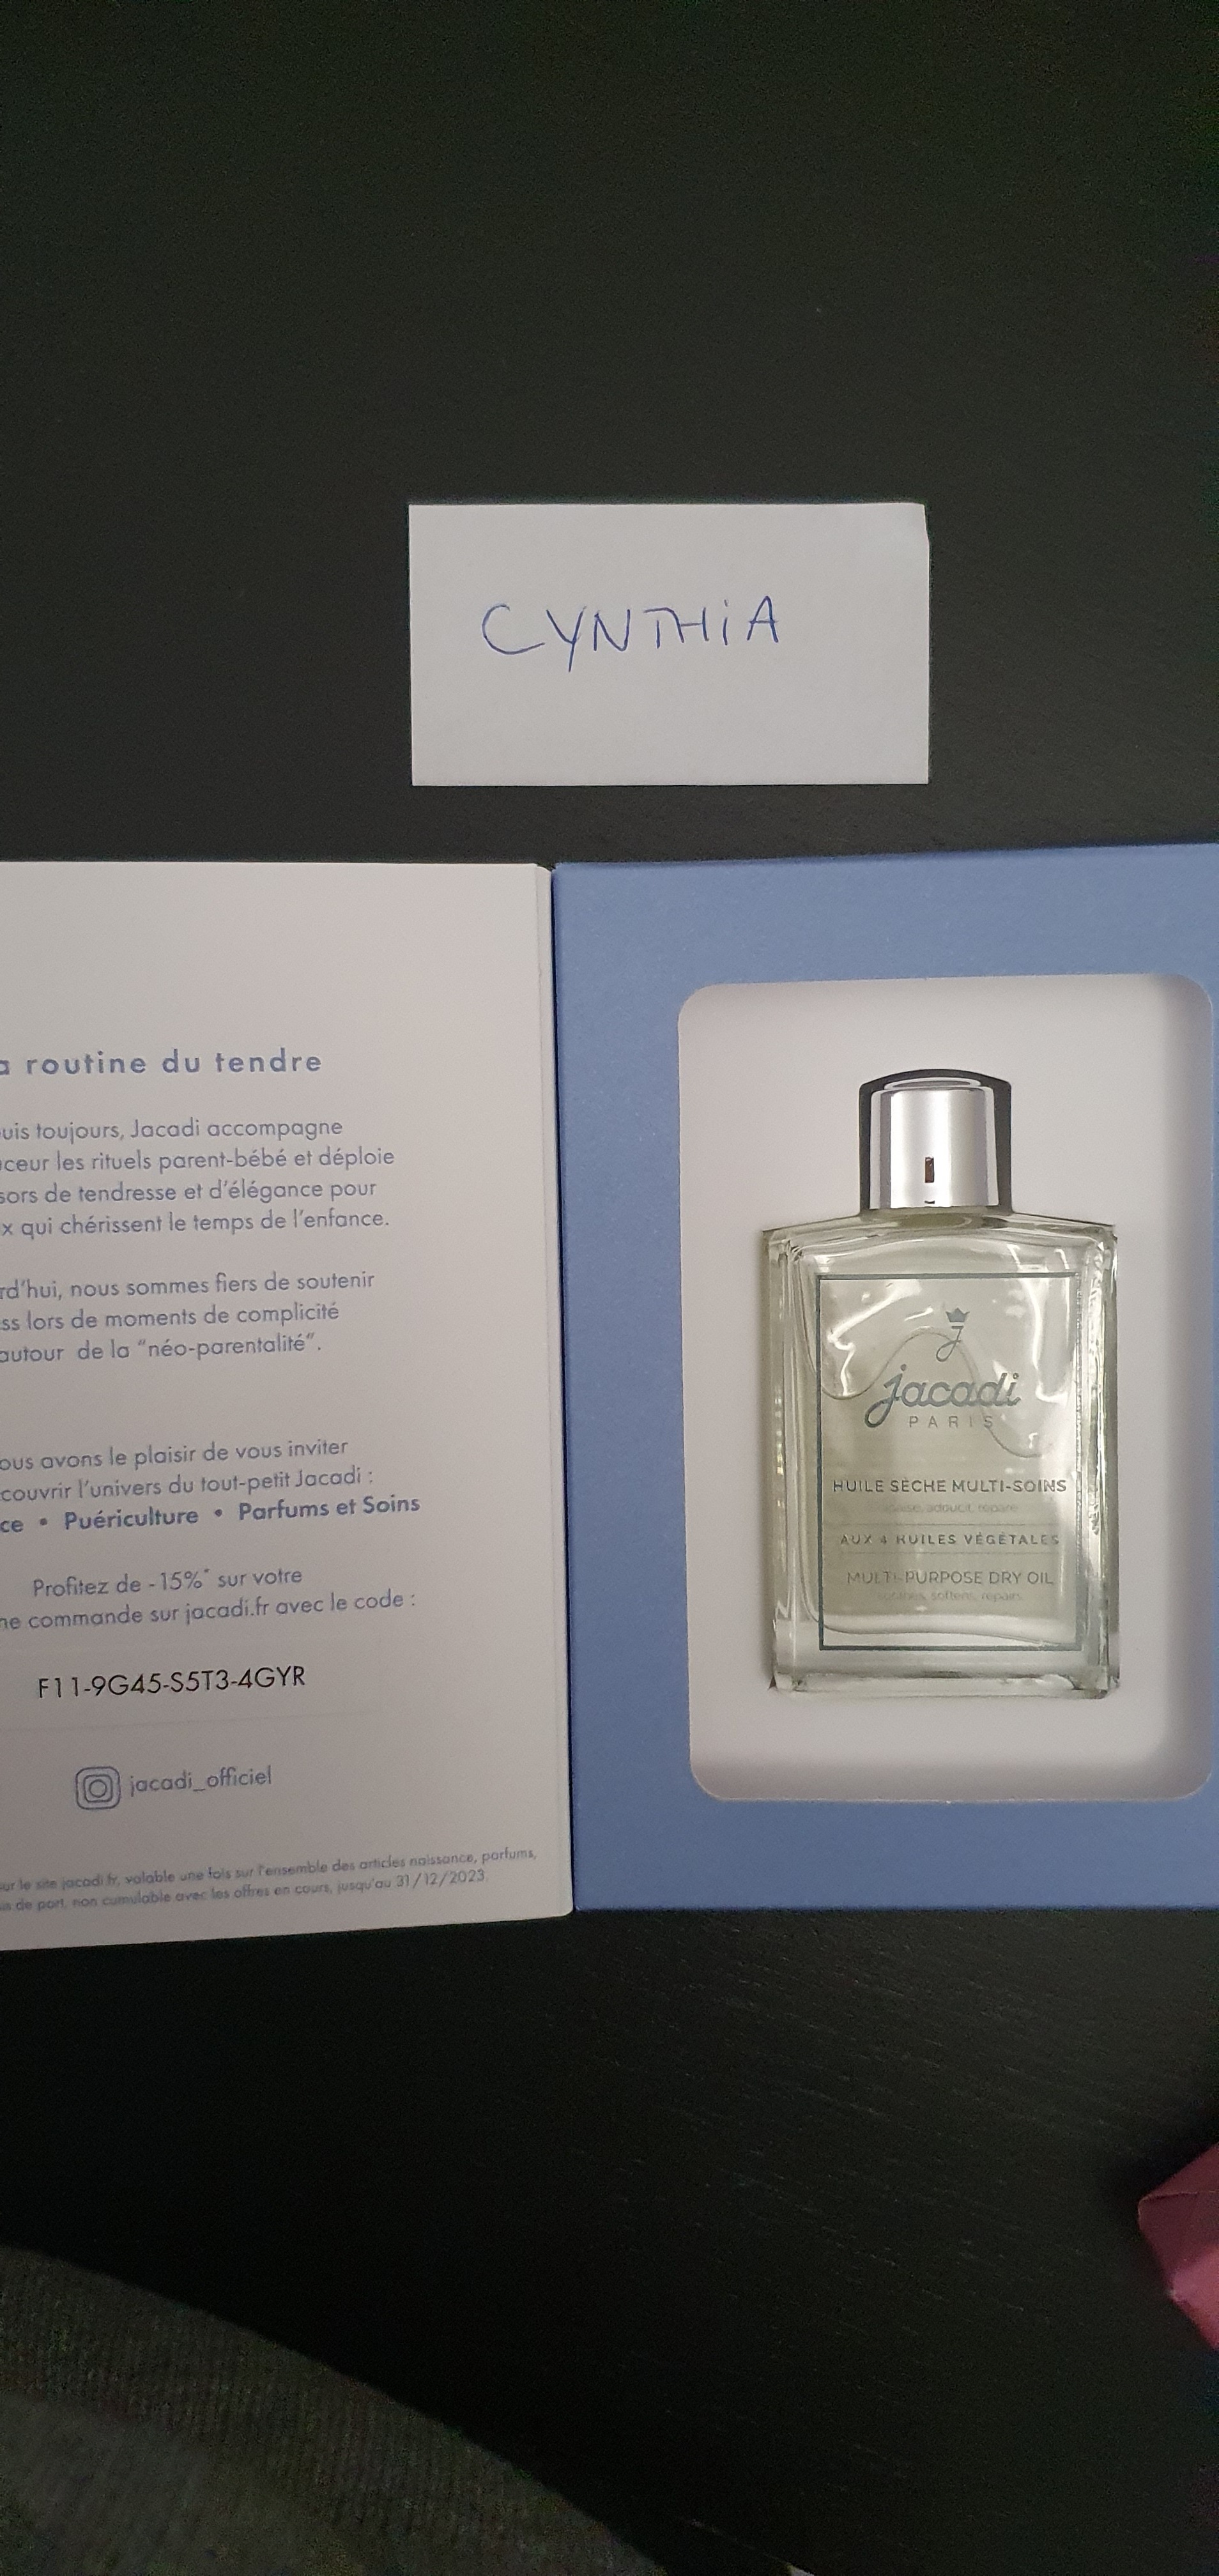 CYNTHiA
a routine du tendre
uis toujours, Jacadi accompagne
ceur les rituels parent-bébé et déploie
sors de tendresse et d'élégance pour
x qui chérissent le temps de l'enfance.
rd'hui, nous sommes fiers de soutenir
ss lors de moments de complicité
autour de la "néo-parentalité".
ous avons le plaisir de vous inviter
couvrir l'univers du tout-petit Jacadi :
ce • Puériculture • Parfums et Soins
Profitez de -15%* sur votre
ne commande sur jacadi.fr avec le code :
F11-9G45-S5T3-4GYR
jacadi_officiel
ur le site jacadi.fr, valable une fois sur l'ensemble des articles naissance, parfums,
is de port, non cumulable avec les offres en cours, jusqu'au 31/12/2023.
j
jacadi
PARIS
HUILE SÈCHE MULTI-SOINS
adoucit, répare
AUX 4 HUILES VÉGÉTALES
MULTI-PURPOSE DRY OIL
soothes, softens, repairs